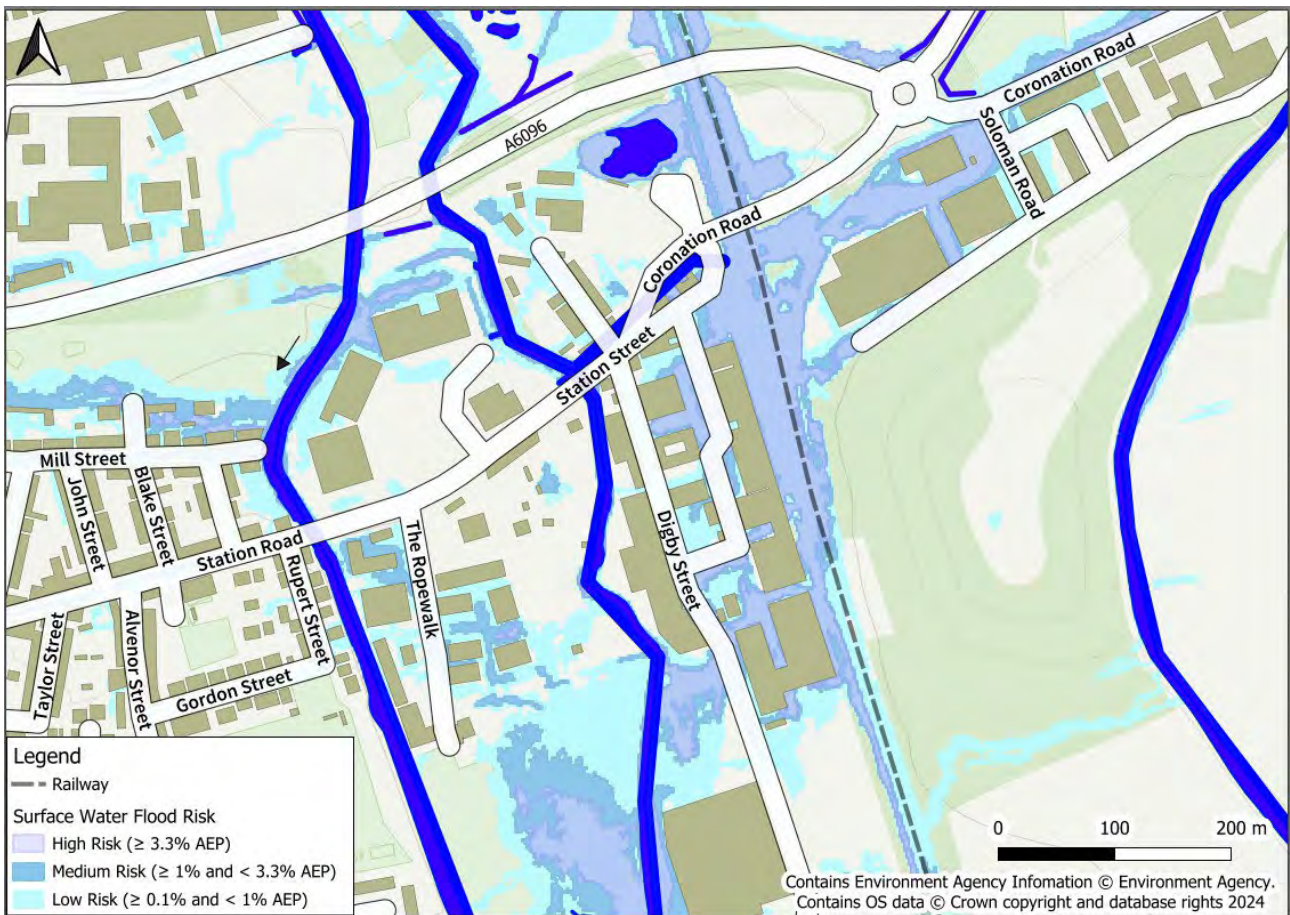 A6096
Coronation Road
Soloman Road
Coronation Road
Station Street
Mill Street
John Street
Blake Street
Station Road
Digby Street
The Ropewalk
Rupert Street
Taylor Street
Alvenor Street
Gordon Street
Legend
Railway
Surface Water Flood Risk
High Risk (≥ 3.3% AEP)
Medium Risk (≥ 1% and < 3.3% AEP)
Low Risk (≥ 0.1% and < 1% AEP)
0 100 200 m
Contains Environment Agency Infomation © Environment Agency.
Contains OS data © Crown copyright and database rights 2024